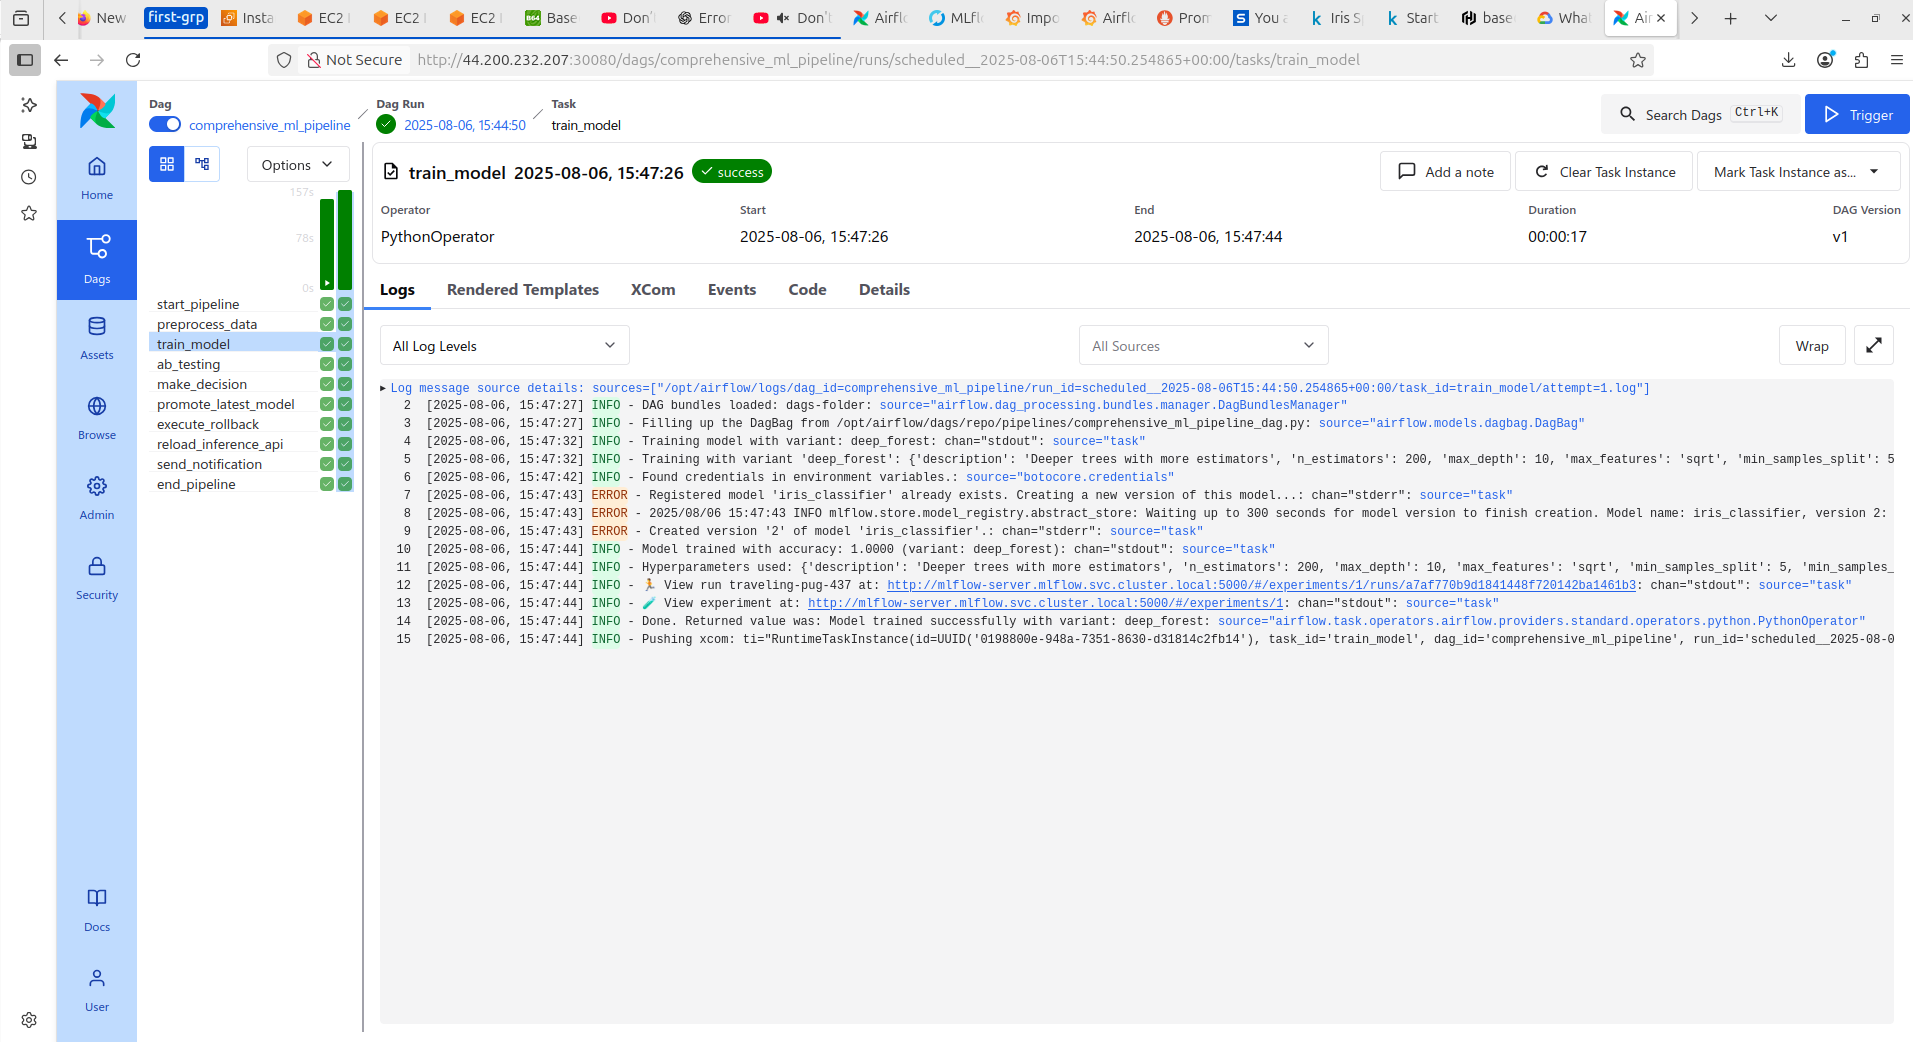 New
first-grp
Insta
EC2
EC2
EC2
Base
Don'
Erro
Don't
Airfl
MLfl
Impo
Airfl
Prom
You a
Iris S
Start
base
What
Air
Not Secure
http://44.200.232.207:30080/dags/comprehensive_ml_pipeline/runs/scheduled__2025-08-06T15:44:50.254865+00:00/tasks/train_model
Dag
comprehensive_ml_pipeline
Dag Run
2025-08-06, 15:44:50
Task
train_model
Search Dags
Ctrl+K
Trigger
Home
Dags
Assets
Browse
Admin
Security
Docs
User
Options
157s
78s
0s
start_pipeline
preprocess_data
train_model
ab_testing
make_decision
promote_latest_model
execute_rollback
reload_inference_api
send_notification
end_pipeline
train_model 2025-08-06, 15:47:26 success
Add a note
Clear Task Instance
Mark Task Instance as...
Operator
PythonOperator
Start
2025-08-06, 15:47:26
End
2025-08-06, 15:47:44
Duration
00:00:17
DAG Version
v1
Logs
Rendered Templates
XCom
Events
Code
Details
All Log Levels
All Sources
Wrap
Log message source details: sources=["/opt/airflow/logs/dag_id=comprehensive_ml_pipeline/run_id=scheduled__2025-08-06T15:44:50.254865+00:00/task_id=train_model/attempt=1.log"]
2 [2025-08-06, 15:47:27] INFO - DAG bundles loaded: dags-folder: source="airflow.dag_processing.bundles.manager.DagBundlesManager"
3 [2025-08-06, 15:47:27] INFO - Filling up the DagBag from /opt/airflow/dags/repo/pipelines/comprehensive_ml_pipeline_dag.py: source="airflow.models.dagbag.DagBag"
4 [2025-08-06, 15:47:32] INFO - Training model with variant: deep_forest: chan="stdout": source="task"
5 [2025-08-06, 15:47:32] INFO - Training with variant 'deep_forest': {'description': 'Deeper trees with more estimators', 'n_estimators': 200, 'max_depth': 10, 'max_features': 'sqrt', 'min_samples_split': 5
6 [2025-08-06, 15:47:42] INFO - Found credentials in environment variables.: source="botocore.credentials"
7 [2025-08-06, 15:47:43] ERROR - Registered model 'iris_classifier' already exists. Creating a new version of this model...: chan="stderr": source="task"
8 [2025-08-06, 15:47:43] ERROR - 2025/08/06 15:47:43 INFO mlflow.store.model_registry.abstract_store: Waiting up to 300 seconds for model version to finish creation. Model name: iris_classifier, version 2:
9 [2025-08-06, 15:47:43] ERROR - Created version '2' of model 'iris_classifier'.: chan="stderr": source="task"
10 [2025-08-06, 15:47:44] INFO - Model trained with accuracy: 1.0000 (variant: deep_forest): chan="stdout": source="task"
11 [2025-08-06, 15:47:44] INFO - Hyperparameters used: {'description': 'Deeper trees with more estimators', 'n_estimators': 200, 'max_depth': 10, 'max_features': 'sqrt', 'min_samples_split': 5, 'min_samples_
12 [2025-08-06, 15:47:44] INFO - 🏃 View run traveling-pug-437 at: http://mlflow-server.mlflow.svc.cluster.local:5000/#/experiments/1/runs/a7af770b9d1841448f720142ba1461b3: chan="stdout": source="task"
13 [2025-08-06, 15:47:44] INFO - 🧪 View experiment at: http://mlflow-server.mlflow.svc.cluster.local:5000/#/experiments/1: chan="stdout": source="task"
14 [2025-08-06, 15:47:44] INFO - Done. Returned value was: Model trained successfully with variant: deep_forest: source="airflow.task.operators.airflow.providers.standard.operators.python.PythonOperator"
15 [2025-08-06, 15:47:44] INFO - Pushing xcom: ti="RuntimeTaskInstance(id=UUID('0198800e-948a-7351-8630-d31814c2fb14'), task_id='train_model', dag_id='comprehensive_ml_pipeline', run_id='scheduled__2025-08-0